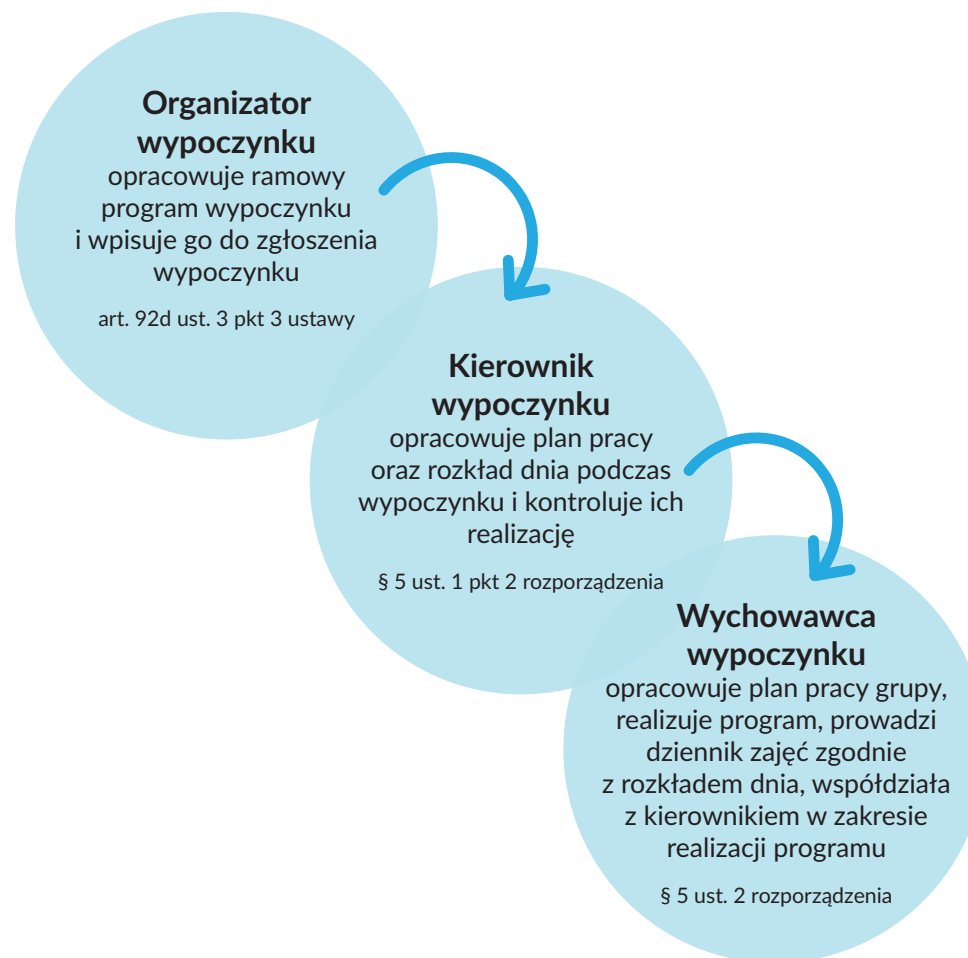 Organizator
wypoczynku
opracowuje ramowy
program wypoczynku
i wpisuje go do zgłoszenia
wypoczynku
art. 92d ust. 3 pkt 3 ustawy
Kierownik
wypoczynku
opracowuje plan pracy
oraz rozkład dnia podczas
wypoczynku i kontroluje ich
realizację
§ 5 ust. 1 pkt 2 rozporządzenia
Wychowawca
wypoczynku
opracowuje plan pracy grupy,
realizuje program, prowadzi
dziennik zajęć zgodnie
z rozkładem dnia, współdziała
z kierownikiem w zakresie
realizacji programu
§ 5 ust. 2 rozporządzenia